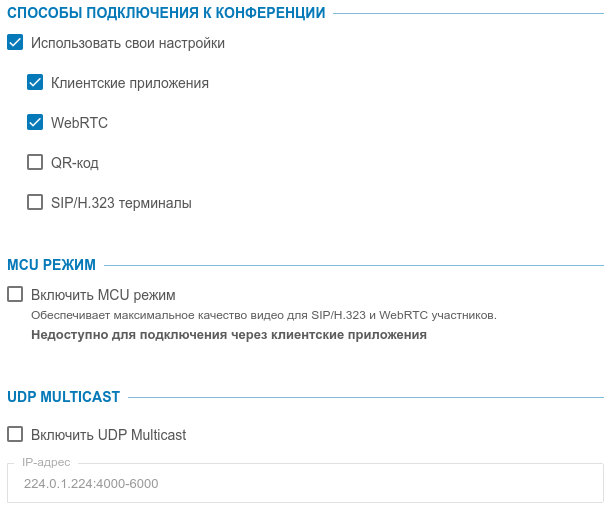 СПОСОБЫ ПОДКЛЮЧЕНИЯ К КОНФЕРЕНЦИИ
Использовать свои настройки
Клиентские приложения
WebRTC
QR-код
SIP/H.323 терминалы
MCU РЕЖИМ
Включить MCU режим
Обеспечивает максимальное качество видео для SIP/H.323 и WebRTC участников.
Недоступно для подключения через клиентские приложения
UDP MULTICAST
Включить UDP Multicast
IP-адрес
224.0.1.224:4000-6000